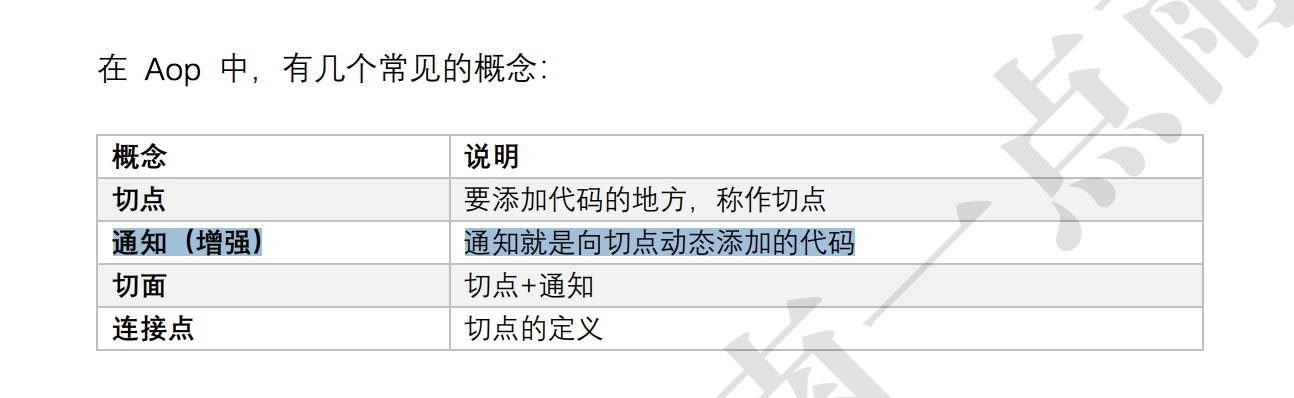 在 Aop 中，有几个常见的概念：
概念 说明
切点 要添加代码的地方，称作切点
通知（增强） 通知就是向切点动态添加的代码
切面 切点+通知
连接点 切点的定义
一点雨